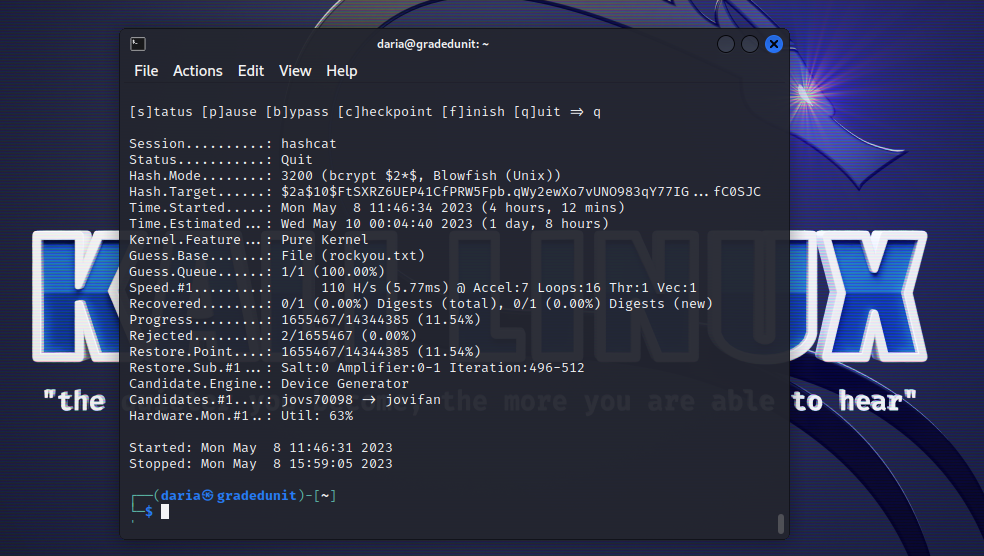 daria@gradedunit: ~
File Actions Edit View Help
[s]tatus [p]ause [b]ypass [c]heckpoint [f]inish [q]uit => q
Session..........: hashcat
Status...........: Quit
Hash.Mode........: 3200 (bcrypt $2*$, Blowfish (Unix))
Hash.Target......: $2a$10$FtSXRZ6UEP41CfPRW5Fpb.qWy2ewXo7vUNO983qY77IG...fC0SJC
Time.Started.....: Mon May  8 11:46:34 2023 (4 hours, 12 mins)
Time.Estimated...: Wed May 10 00:04:40 2023 (1 day, 8 hours)
Kernel.Feature...: Pure Kernel
Guess.Base.......: File (rockyou.txt)
Guess.Queue......: 1/1 (100.00%)
Speed.#1.........:      110 H/s (5.77ms) @ Accel:7 Loops:16 Thr:1 Vec:1
Recovered........: 0/1 (0.00%) Digests (total), 0/1 (0.00%) Digests (new)
Progress.........: 1655467/14344385 (11.54%)
Rejected.........: 2/1655467 (0.00%)
Restore.Point....: 1655467/14344385 (11.54%)
Restore.Sub.#1...: Salt:0 Amplifier:0-1 Iteration:496-512
Candidate.Engine.: Device Generator
Candidates.#1....: jovs70098 -> jovifan
Hardware.Mon.#1..: Util: 63%
Started: Mon May  8 11:46:31 2023
Stopped: Mon May  8 15:59:05 2023
(daria㉿gradedunit)-[~]
$
K LINUX
"the you become, the more you are able to hear"